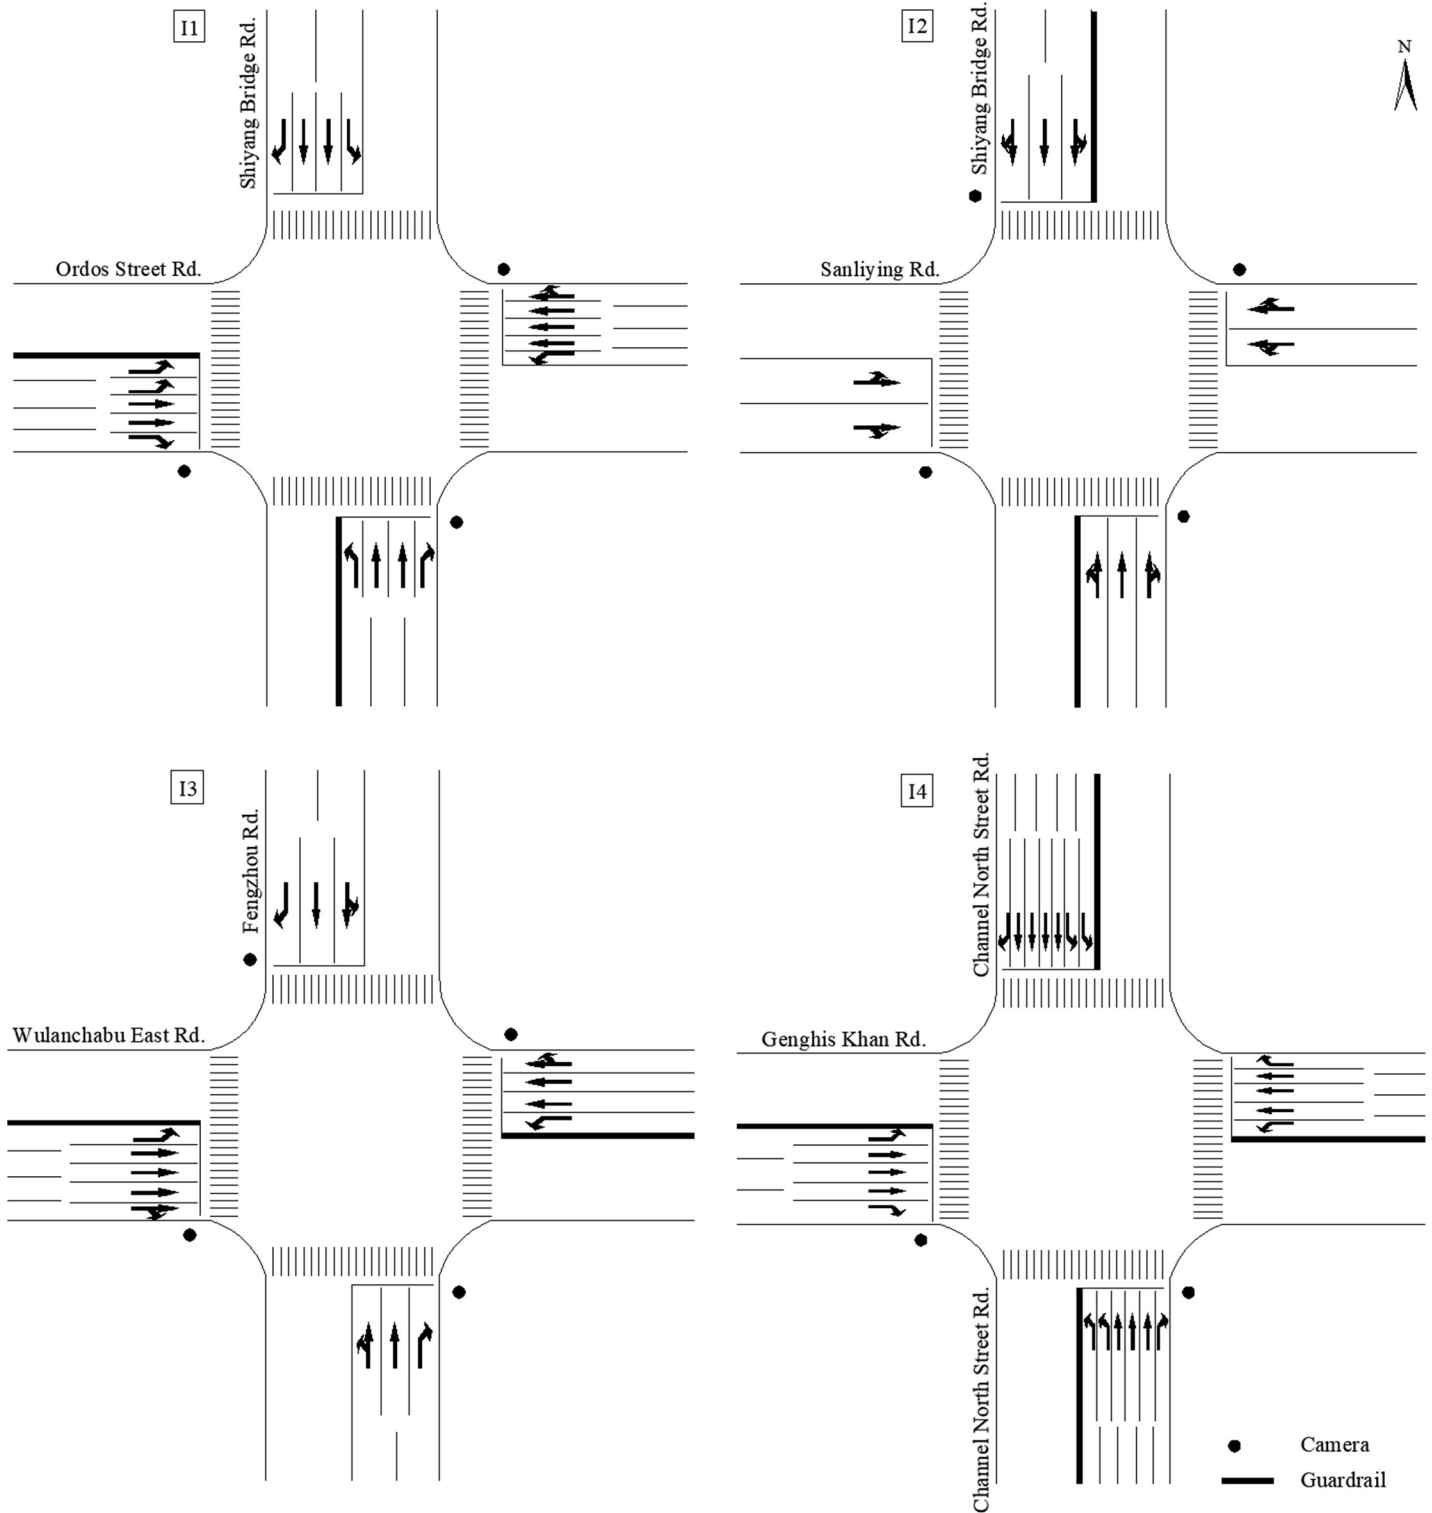 I1
Shiyang Bridge Rd.
Ordos Street Rd.
I2
Shiyang Bridge Rd.
N
Sanliying Rd.
I3
Fengzhou Rd.
Wulanchabu East Rd.
I4
Channel North Street Rd.
Genghis Khan Rd.
Channel North Street Rd.
Camera
Guardrail